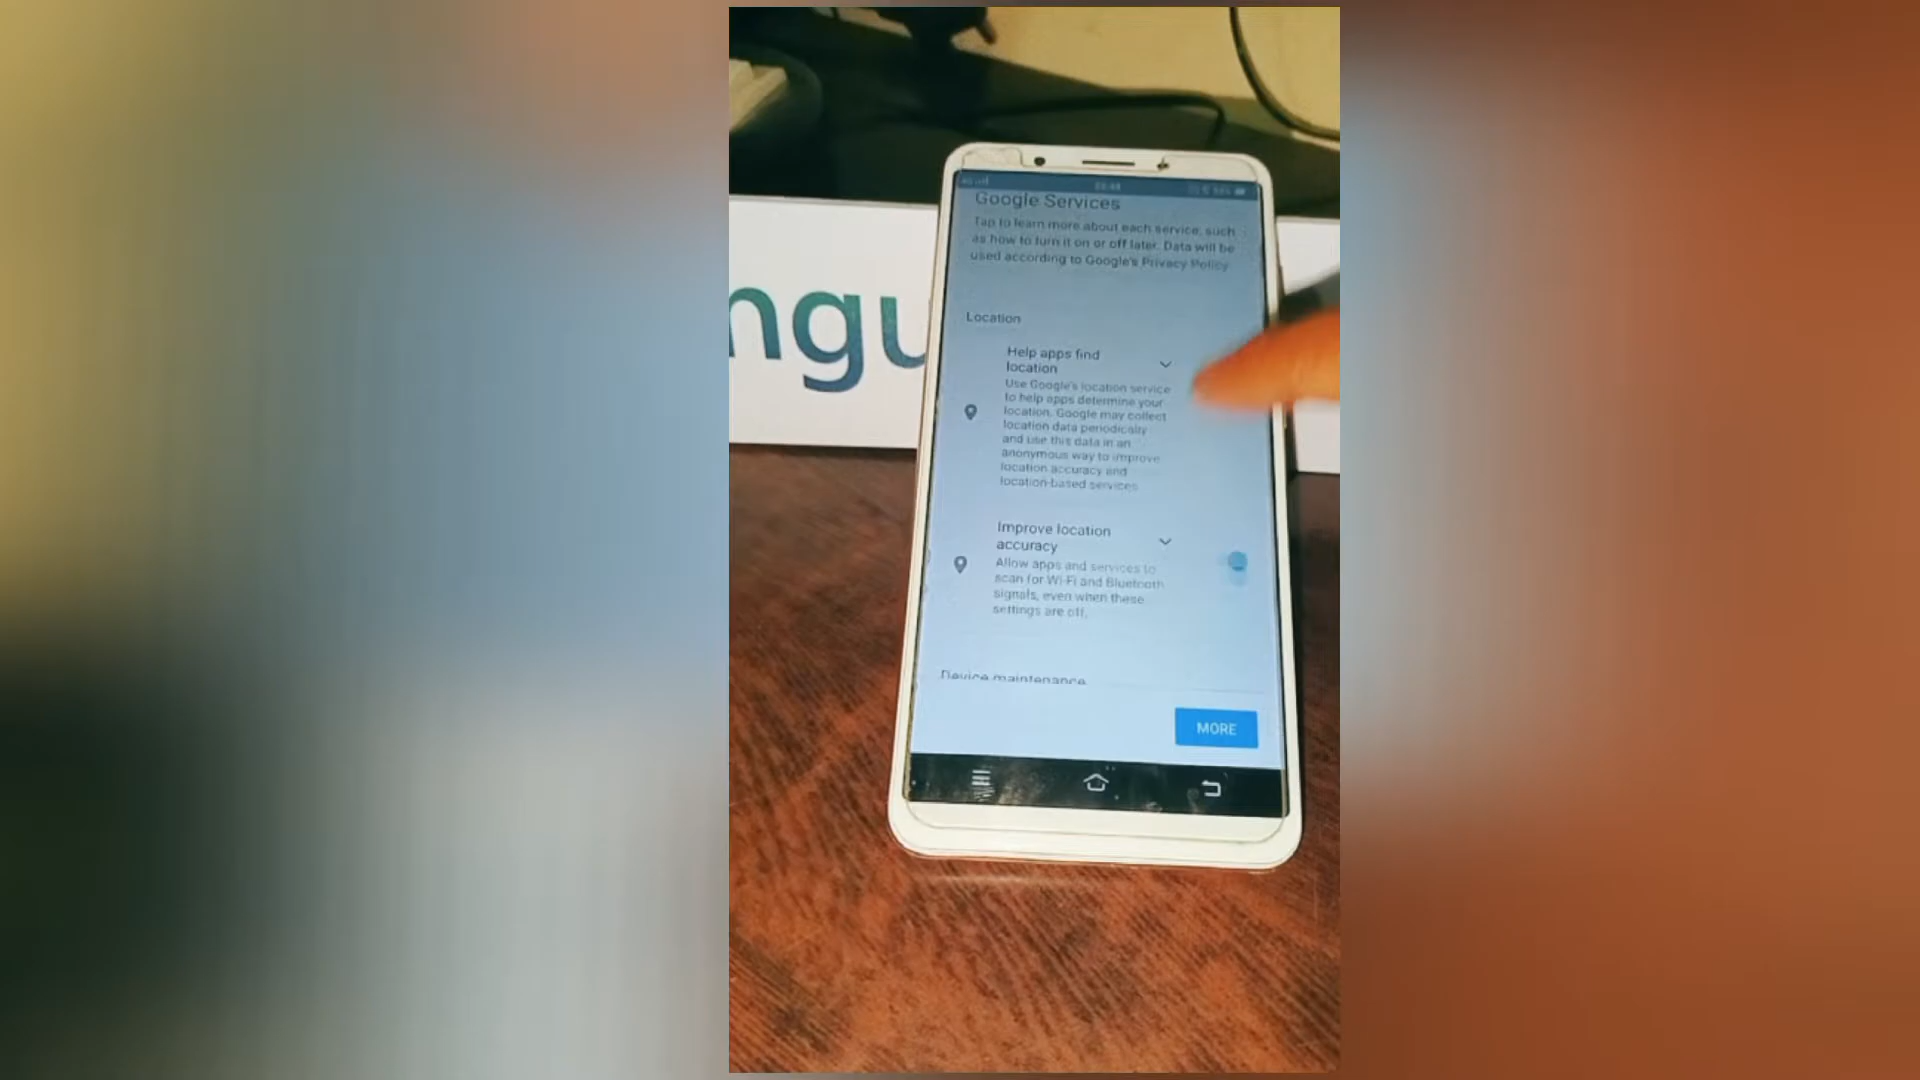 Google Services
Tap to learn more about each service, such
as how to turn it on or off later. Data will be
used according to Google's Privacy Policy
Location
Help apps find
location
Use Google's location service
to help apps determine your
location. Google may collect
location data periodically
and use this data in an
anonymous way to improve
location accuracy and
location-based services.
Improve location
accuracy
Allow apps and services to
scan for Wi-Fi and Bluetooth
signals, even when these
settings are off.
Device maintenance
MORE
ngu